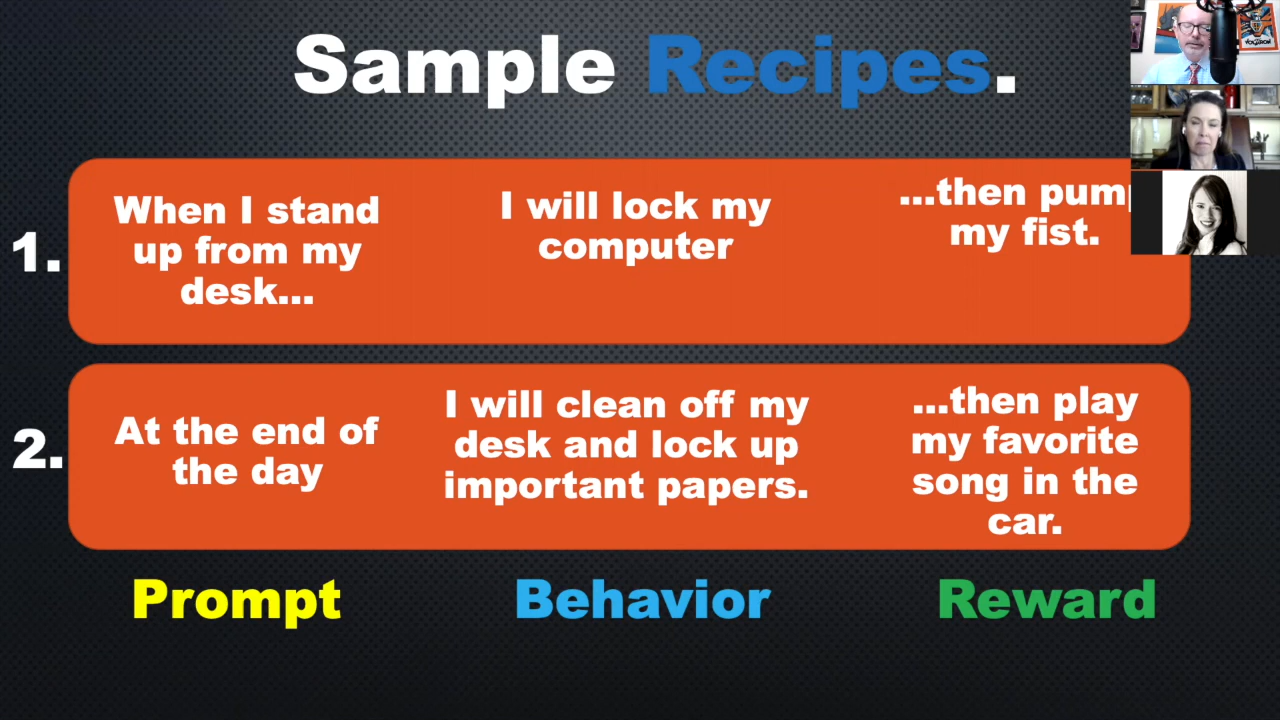 Sample Recipes.
1.
When I stand
up from my
desk...
I will lock my
computer
...then pump
my fist.
2.
At the end of
the day
I will clean off my
desk and lock up
important papers.
...then play
my favorite
song in the
car.
Prompt
Behavior
Reward